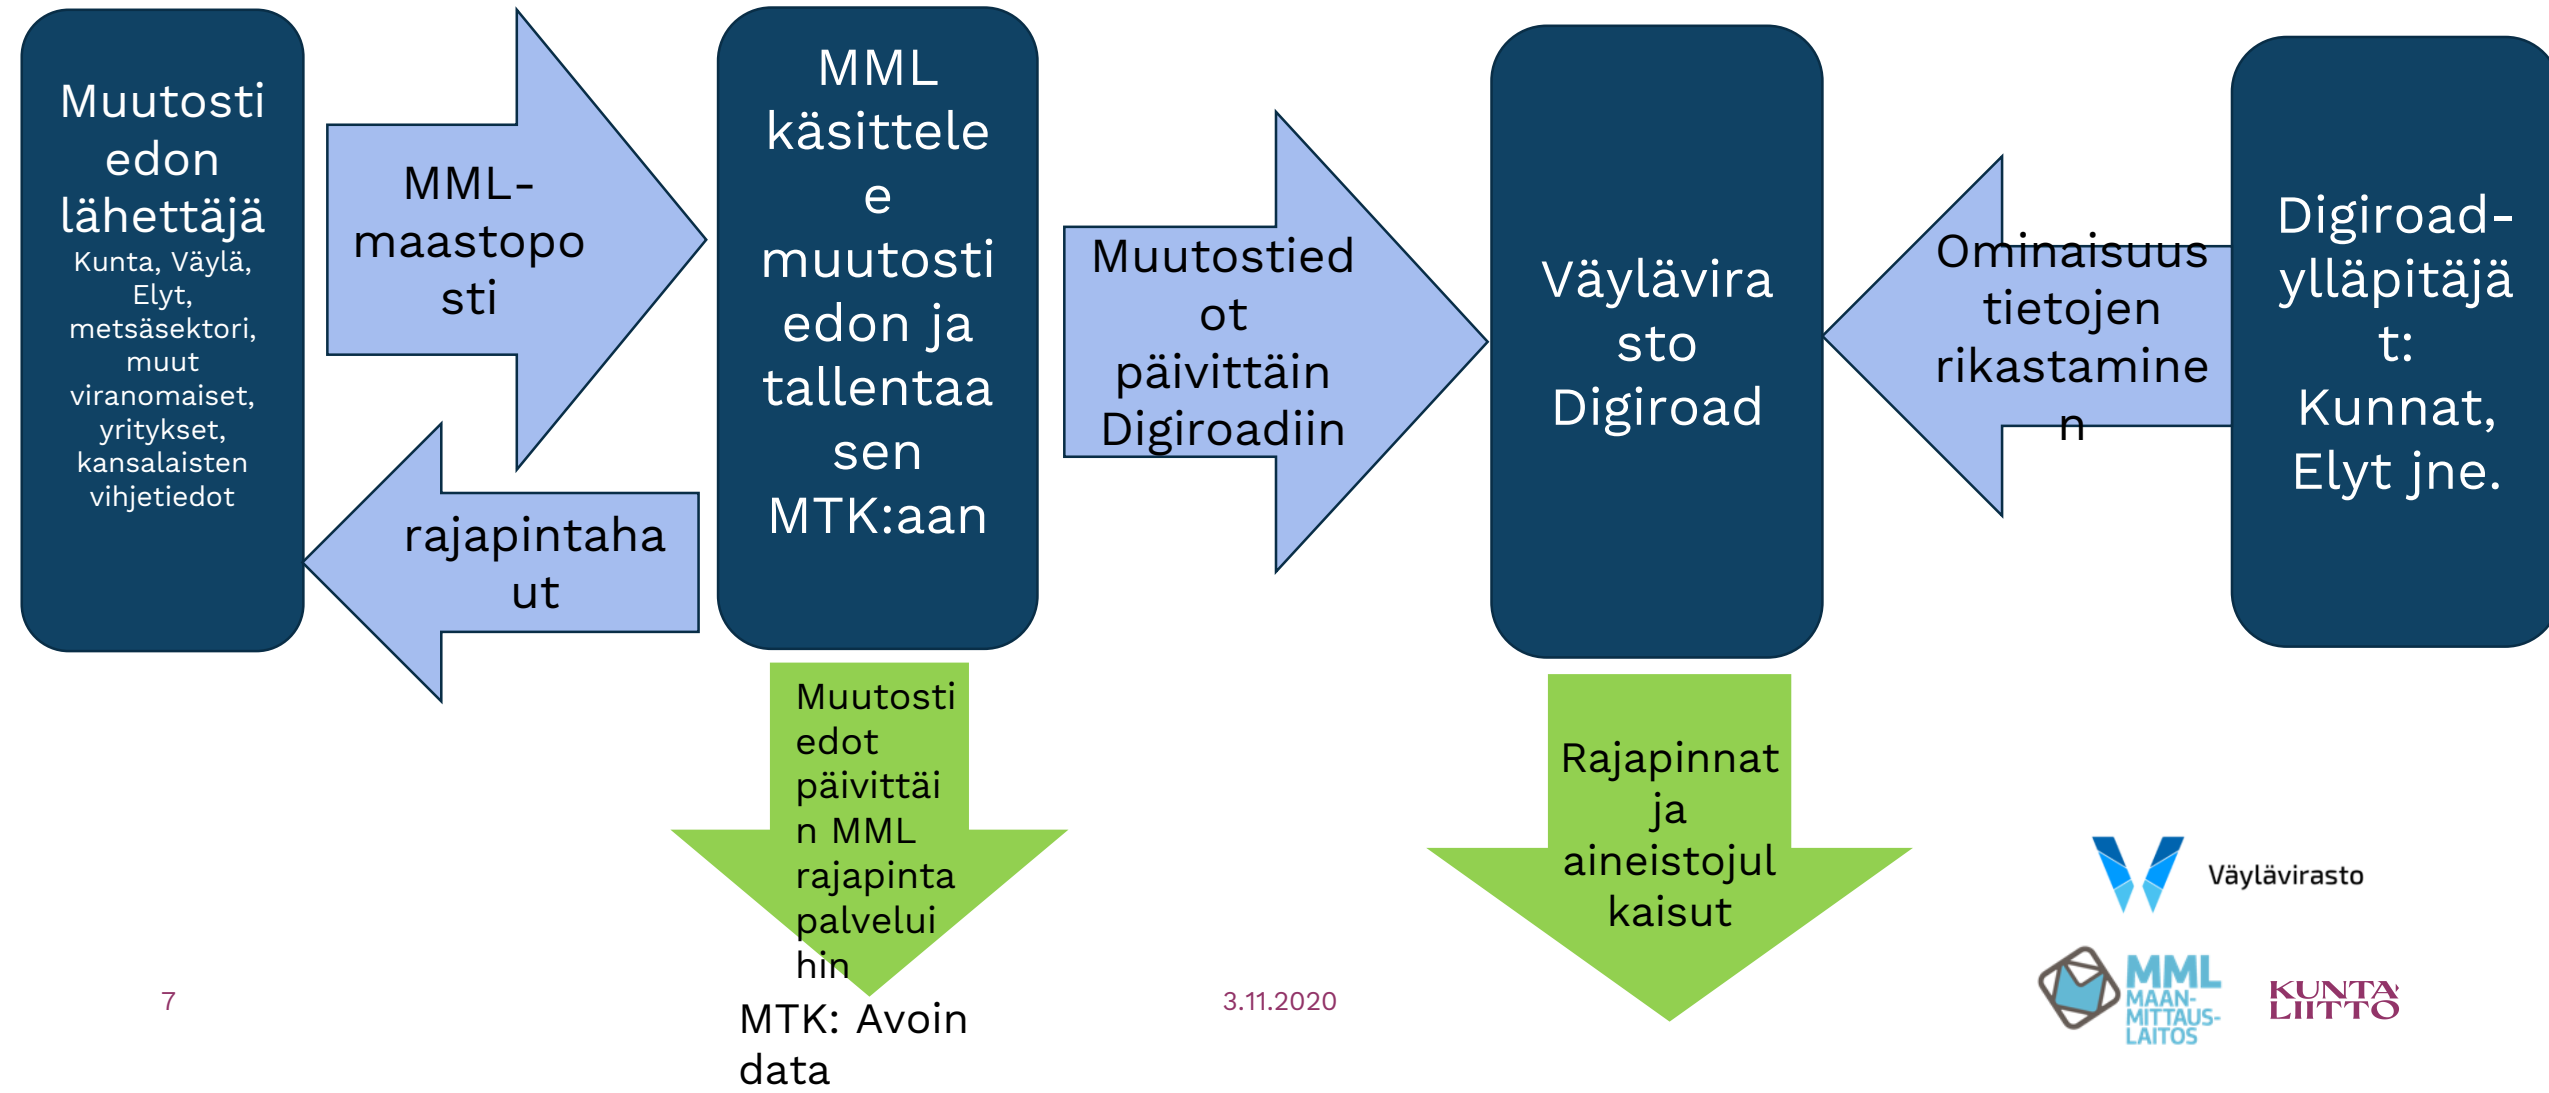 Muutosti
edon
lähettäjä
Kunta, Väylä,
Elyt,
metsäsektori,
muut
viranomaiset,
yritykset,
kansalaisten
vihjetiedot
MML-
maastopo
sti
rajapintaha
ut
MML
käsittele
e
muutosti
edon ja
tallentaa
sen
MTK:aan
Muutostied
ot
päivittäin
Digiroadiin
Väylävira
sto
Digiroad
Ominaisuus
tietojen
rikastamine
n
Digiroad-
ylläpitäjä
t:
Kunnat,
Elyt jne.
Muutosti
edot
päivittäi
n MML
rajapinta
palvelui
hin
MTK: Avoin
data
Rajapinnat
ja
aineistojul
kaisut
Väylävirasto
MML
MAAN-
MITTAUS-
LAITOS
KUNTA
LIITTO
7
3.11.2020